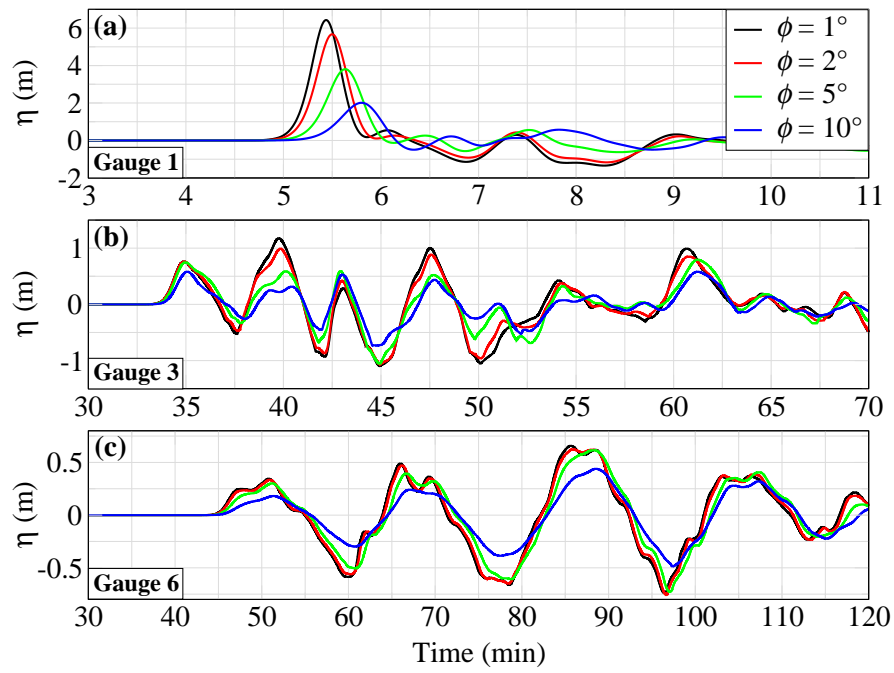 (a)
η (m)
6
4
2
0
-2
Gauge 1
ϕ = 1°
ϕ = 2°
ϕ = 5°
ϕ = 10°
3 4 5 6 7 8 9 10 11
(b)
η (m)
1
0
-1
Gauge 3
30 35 40 45 50 55 60 65 70
(c)
η (m)
0.5
0
-0.5
Gauge 6
30 40 50 60 70 80 90 100 110 120
Time (min)